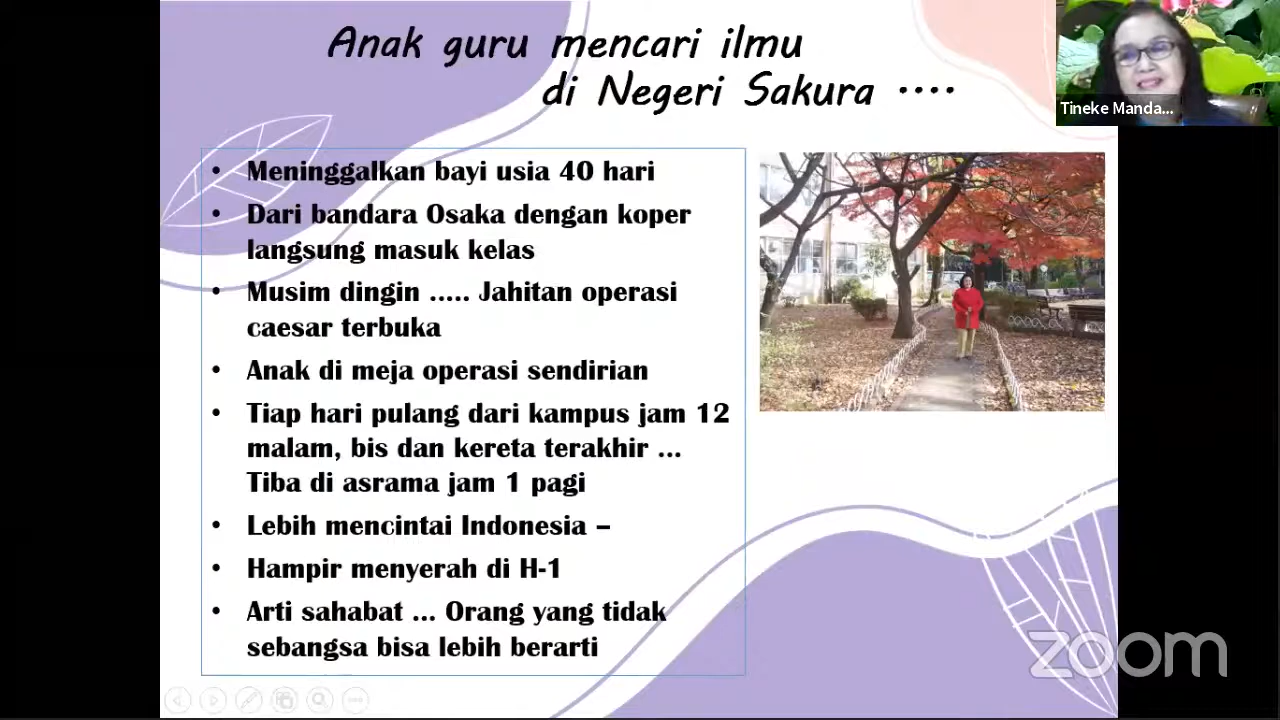 Anak guru mencari ilmu
di Negeri Sakura ....
Tineke Manda...
• Meninggalkan bayi usia 40 hari
• Dari bandara Osaka dengan koper
langsung masuk kelas
• Musim dingin ..... Jahitan operasi
caesar terbuka
• Anak di meja operasi sendirian
• Tiap hari pulang dari kampus jam 12
malam, bis dan kereta terakhir ...
Tiba di asrama jam 1 pagi
• Lebih mencintai Indonesia –
• Hampir menyerah di H-1
• Arti sahabat ... Orang yang tidak
sebangsa bisa lebih berarti
zoom